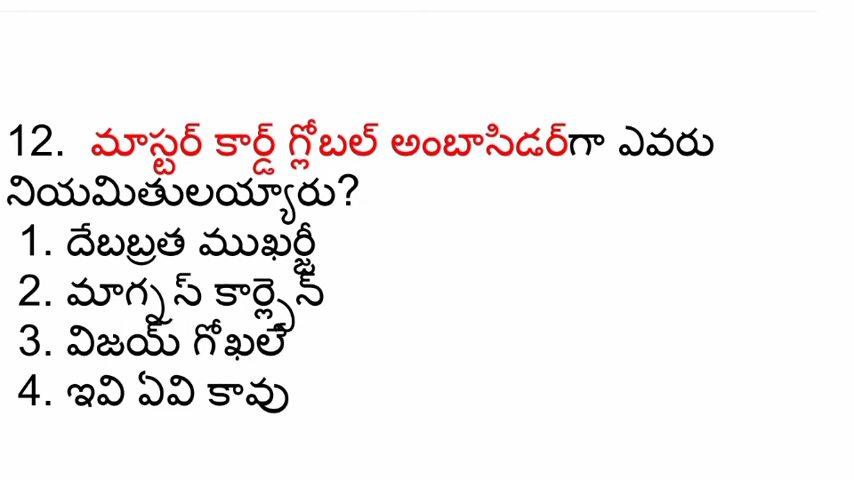 12. మాస్టర్ కార్డ్ గ్లోబల్ అంబాసిడర్‌గా ఎవరు
నియమితులయ్యారు?
1. దేబబ్రత ముఖర్జీ
2. మాగ్నస్ కార్ల్సెన్
3. విజయ్ గోఖలే
4. ఇవి ఏవి కావు